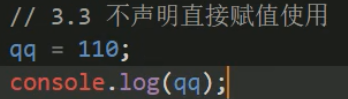 // 3.3 不声明直接赋值使用
qq = 110;
console.log(qq);